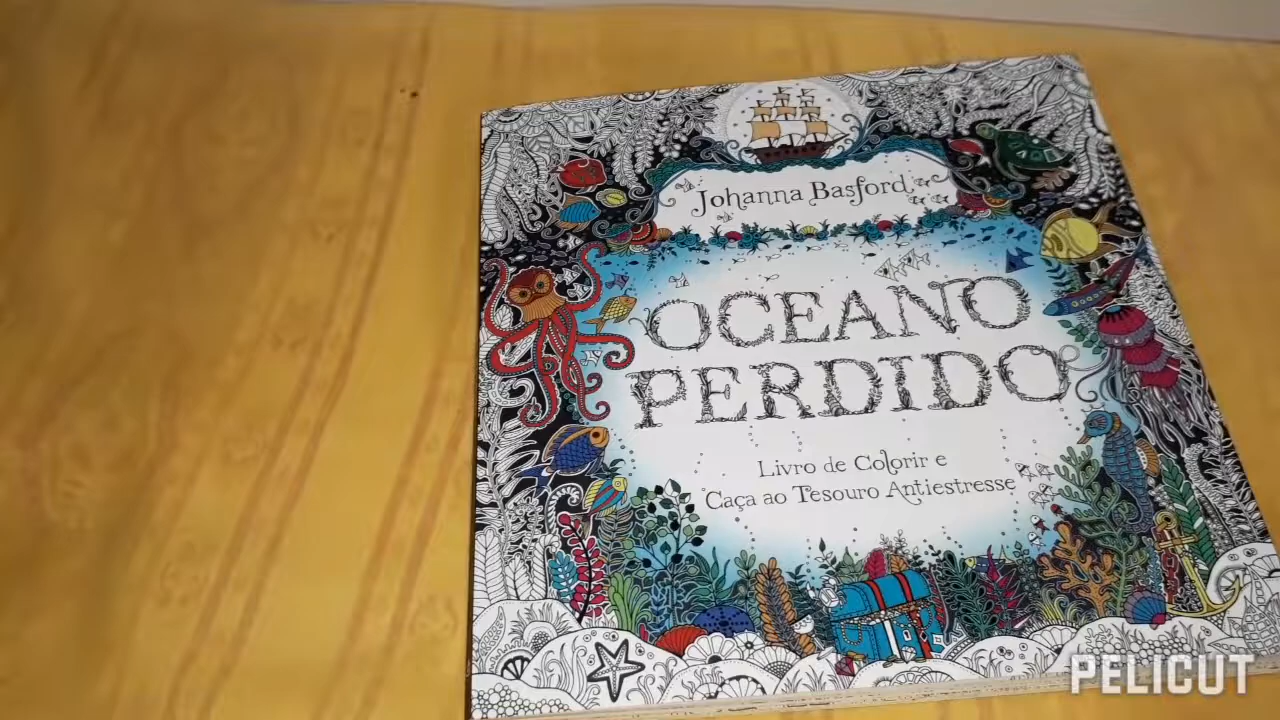 Johanna Basford
OCEANO
PERDIDO
Livro de Colorir e
Caça ao Tesouro Antiestresse
PELICUT